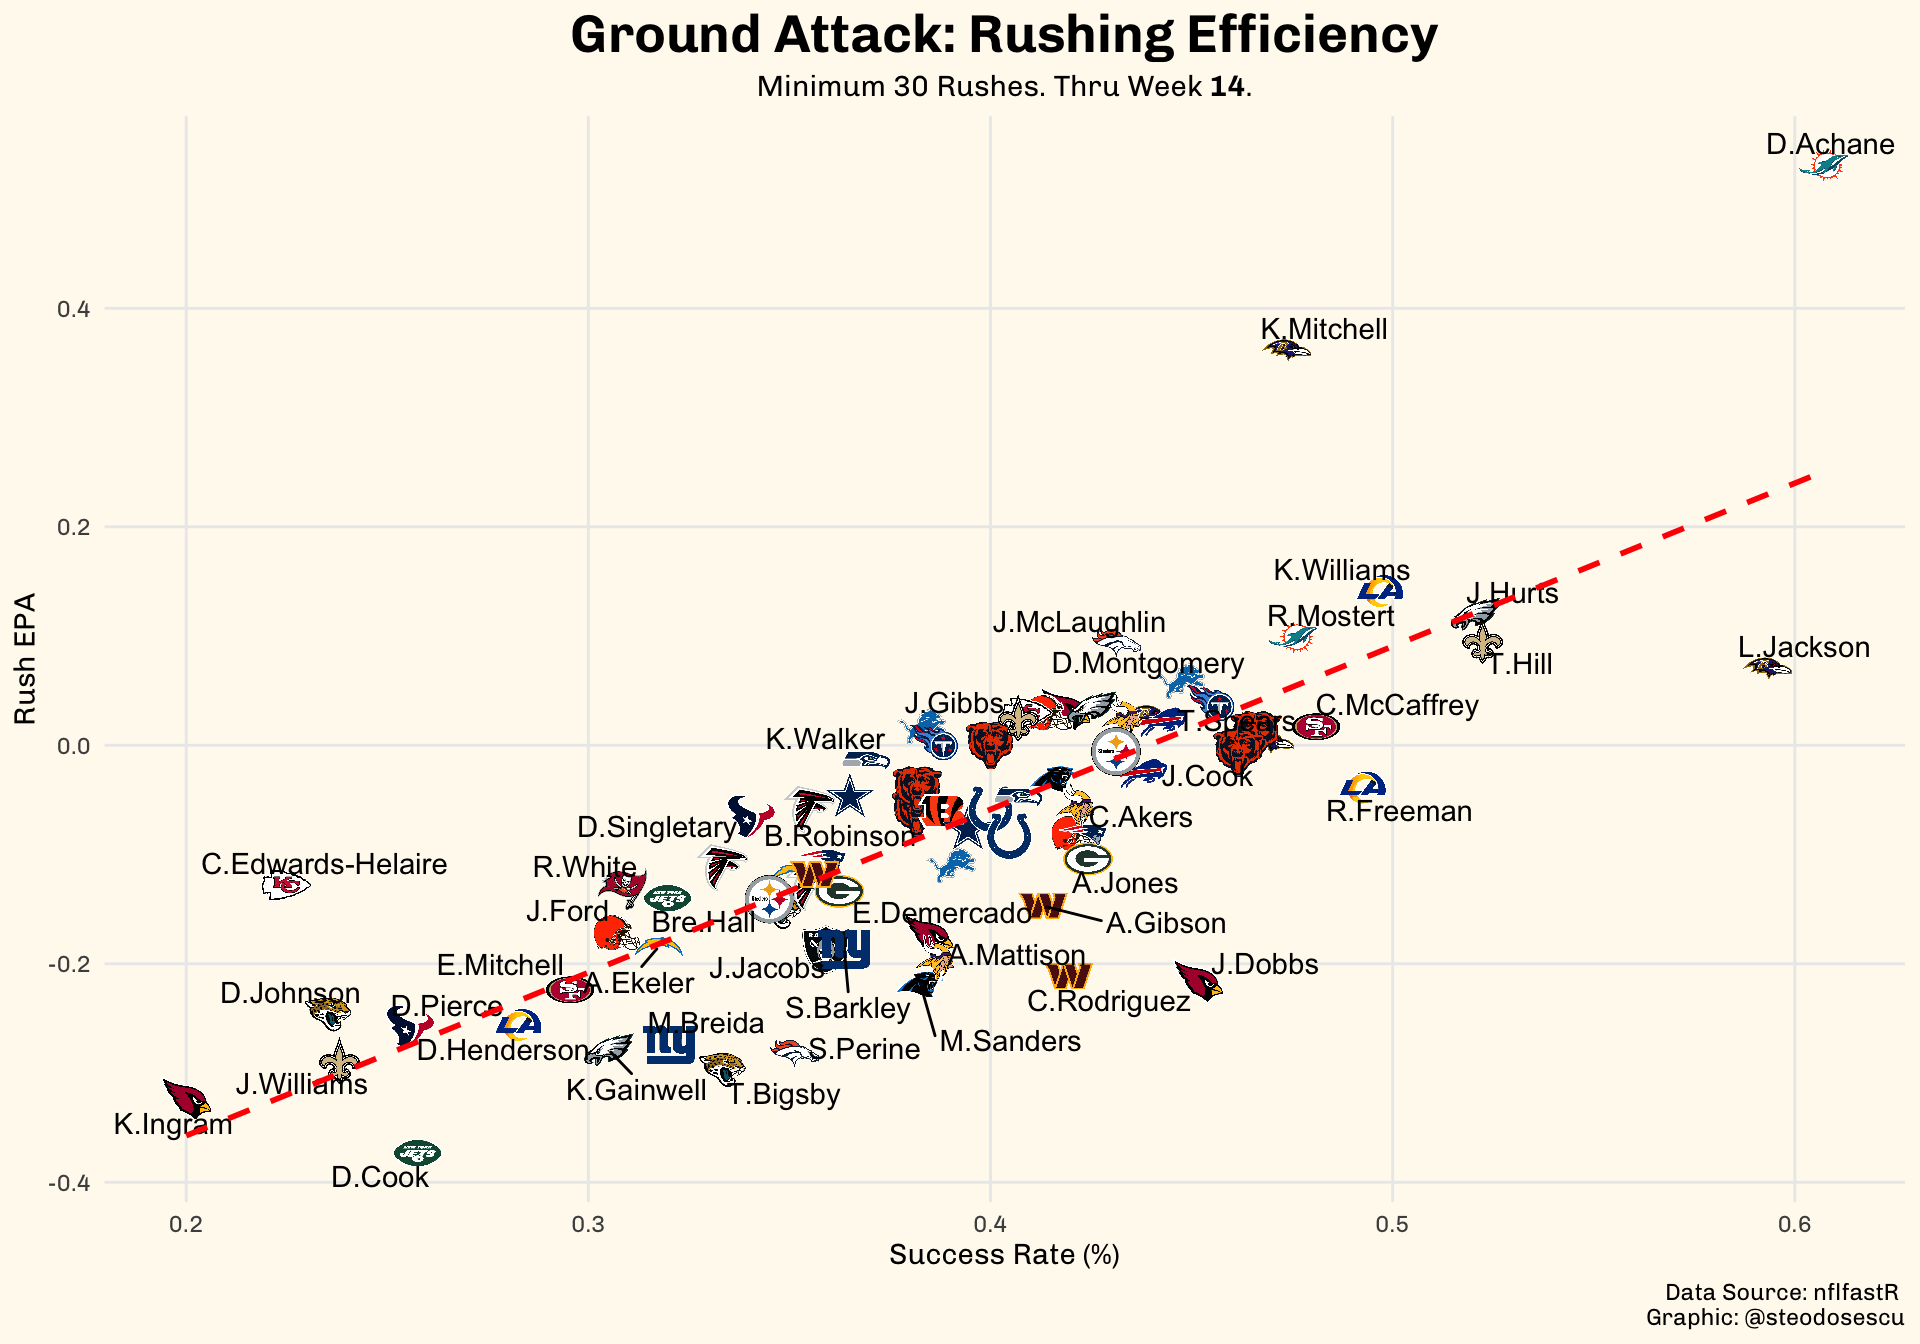 Ground Attack: Rushing Efficiency
Minimum 30 Rushes. Thru Week 14.
D.Achane
0.4
K.Mitchell
0.2
K.Williams
J.Hurts
R.Mostert
J.McLaughlin
L.Jackson
D.Montgomery
T.Hill
Rush EPA
J.Gibbs
C.McCaffrey
T.Spears
K.Walker
0.0
J.Cook
R.Freeman
C.Akers
D.Singletary
B.Robinson
C.Edwards-Helaire
R.White
A.Jones
J.Ford
Bre.Hall
E.Demercado
A.Gibson
E.Mitchell
J.Jacobs
A.Mattison
J.Dobbs
-0.2
A.Ekeler
D.Johnson
D.Pierce
S.Barkley
C.Rodriguez
M.Breida
M.Sanders
D.Henderson
S.Perine
J.Williams
K.Gainwell
T.Bigsby
K.Ingram
D.Cook
-0.4
0.2 0.3 0.4 0.5 0.6
Success Rate (%)
Data Source: nflfastR
Graphic: @steodosescu